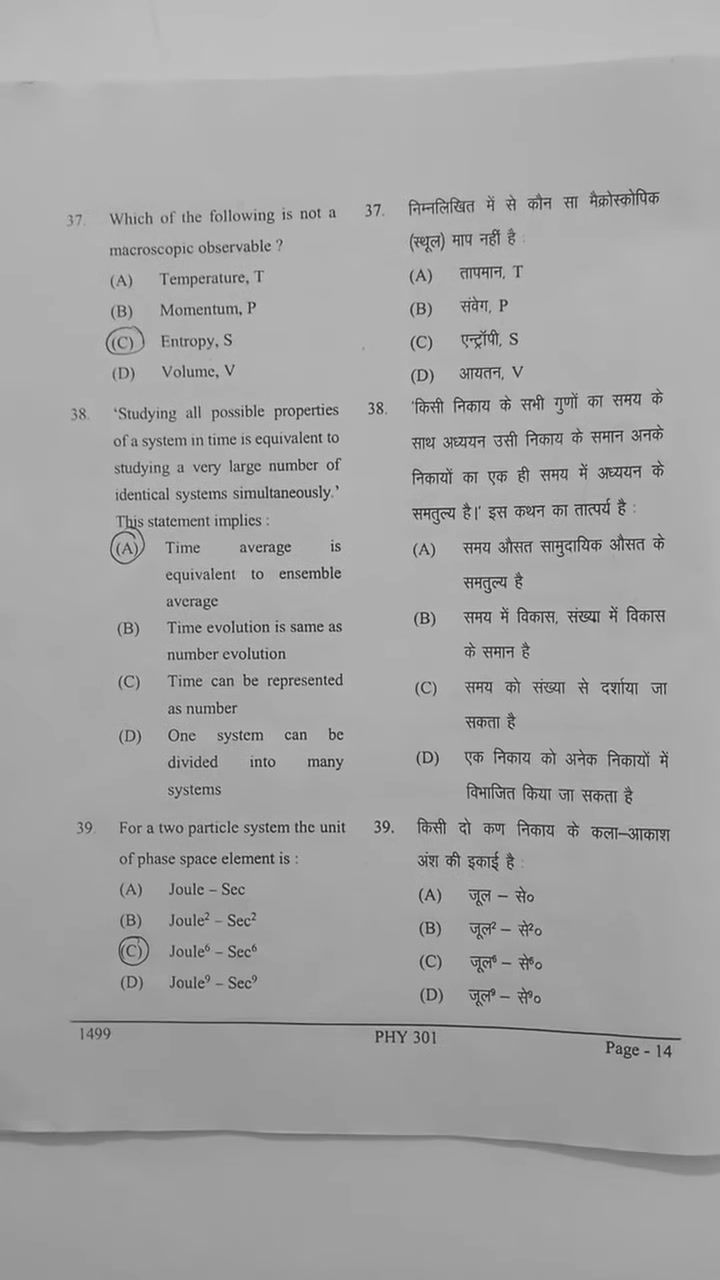 37. Which of the following is not a
macroscopic observable ?
(A) Temperature, T
(B) Momentum, P
(C) Entropy, S
(D) Volume, V
38. 'Studying all possible properties
of a system in time is equivalent to
studying a very large number of
identical systems simultaneously.'
This statement implies :
(A) Time average is
equivalent to ensemble
average
(B) Time evolution is same as
number evolution
(C) Time can be represented
as number
(D) One system can be
divided into many
systems
39. For a two particle system the unit
of phase space element is :
(A) Joule – Sec
(B) Joule² – Sec²
(C) Joule⁶ – Sec⁶
(D) Joule⁹ – Sec⁹
37. निम्नलिखित में से कौन सा मैक्रोस्कोपिक
(स्थूल) माप नहीं है :
(A) तापमान, T
(B) संवेग, P
(C) एन्ट्रॉपी, S
(D) आयतन, V
38. 'किसी निकाय के सभी गुणों का समय के
साथ अध्ययन उसी निकाय के समान अनके
निकायों का एक ही समय में अध्ययन के
समतुल्य है।' इस कथन का तात्पर्य है :
(A) समय औसत सामुदायिक औसत के
समतुल्य है
(B) समय में विकास, संख्या में विकास
के समान है
(C) समय को संख्या से दर्शाया जा
सकता है
(D) एक निकाय को अनेक निकायों में
विभाजित किया जा सकता है
39. किसी दो कण निकाय के कला–आकाश
अंश की इकाई है :
(A) जूल – से०
(B) जूल² – से²०
(C) जूल⁶ – से⁶०
(D) जूल⁹ – से⁹०
1499 PHY 301 Page - 14